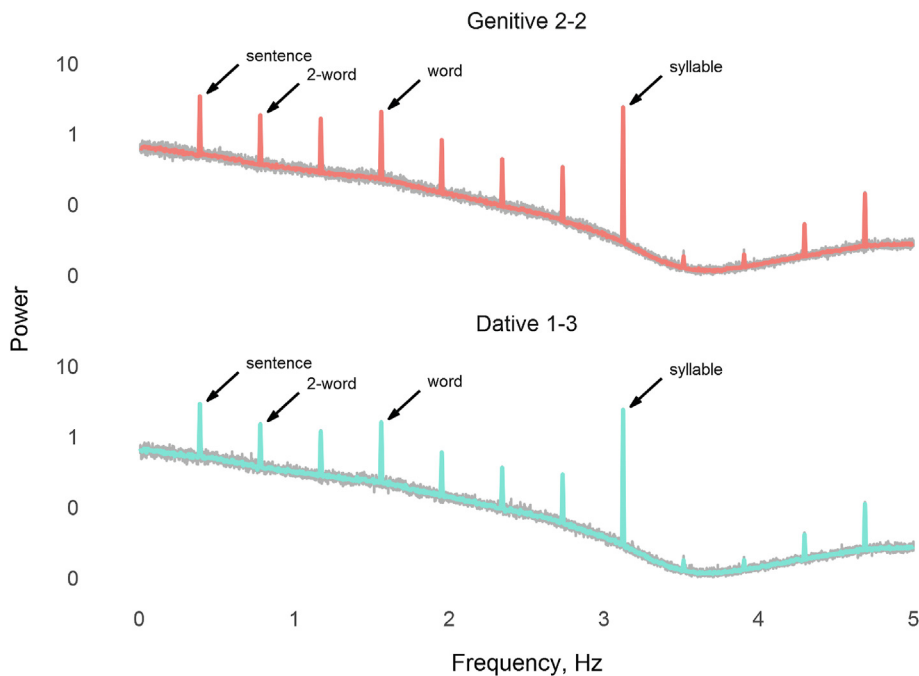 Genitive 2-2
10
sentence
2-word
word
syllable
1
0
0
Power
Dative 1-3
10
sentence
2-word
word
syllable
1
0
0
0 1 2 3 4 5
Frequency, Hz